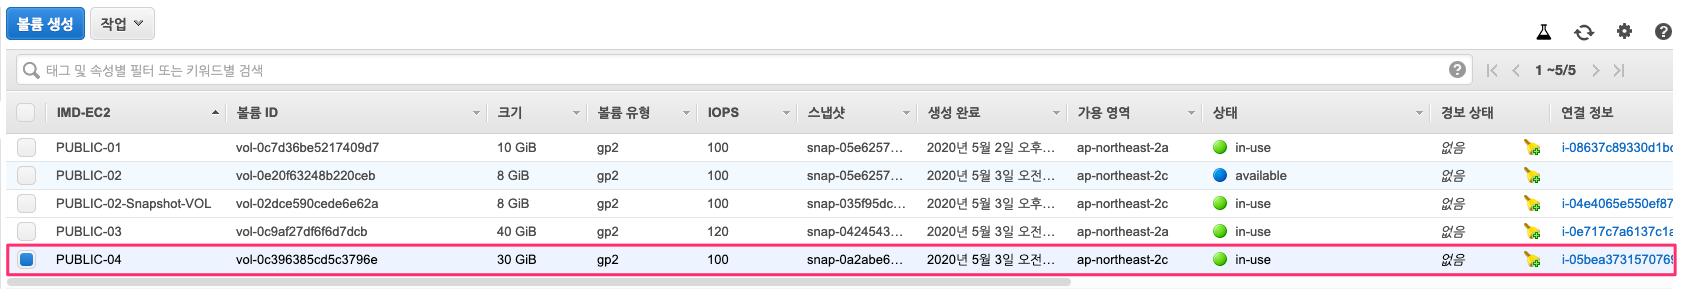 볼륨 생성 작업
태그 및 속성별 필터 또는 키워드별 검색 1 ~5/5
IMD-EC2 볼륨 ID 크기 볼륨 유형 IOPS 스냅샷 생성 완료 가용 영역 상태 경보 상태 연결 정보
PUBLIC-01 vol-0c7d36be5217409d7 10 GiB gp2 100 snap-05e6257... 2020년 5월 2일 오후... ap-northeast-2a in-use 없음 i-08637c89330d1bc
PUBLIC-02 vol-0e20f63248b220ceb 8 GiB gp2 100 snap-05e6257... 2020년 5월 3일 오전... ap-northeast-2c available 없음
PUBLIC-02-Snapshot-VOL vol-02dce590cede6e62a 8 GiB gp2 100 snap-035f95dc... 2020년 5월 3일 오후... ap-northeast-2c in-use 없음 i-04e4065e550ef87
PUBLIC-03 vol-0c9af27df6f6d7dcb 40 GiB gp2 120 snap-0424543... 2020년 5월 3일 오전... ap-northeast-2a in-use 없음 i-0e717c7a6137c1a
PUBLIC-04 vol-0c396385cd5c3796e 30 GiB gp2 100 snap-0a2abe6... 2020년 5월 3일 오전... ap-northeast-2c in-use 없음 i-05bea3731570769